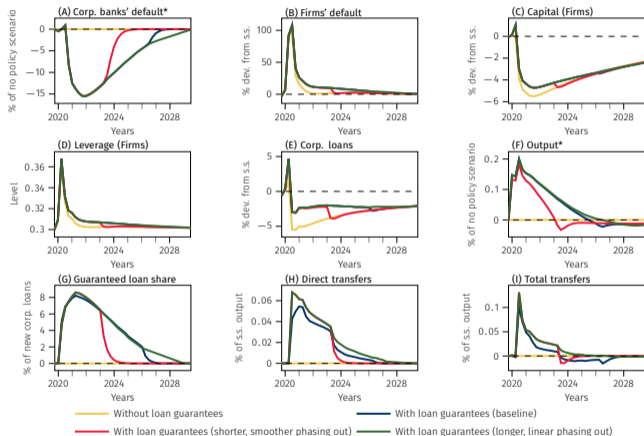 (A) Corp. banks' default*
% of no policy scenario
0
−5
−10
−15
2020 2024 2028
Years
(B) Firms' default
% dev. from s.s.
100
50
0
2020 2024 2028
Years
(C) Capital (Firms)
% dev. from s.s.
0
−2
−4
−6
2020 2024 2028
Years
(D) Leverage (Firms)
Level
0.36
0.34
0.32
0.3
2020 2024 2028
Years
(E) Corp. loans
% dev. from s.s.
5
0
−5
2020 2024 2028
Years
(F) Output*
% of no policy scenario
0.2
0.1
0
2020 2024 2028
Years
(G) Guaranteed loan share
% of new corp. loans
8
6
4
2
0
2020 2024 2028
Years
(H) Direct transfers
% of s.s. output
0.06
0.04
0.02
0
2020 2024 2028
Years
(I) Total transfers
% of s.s. output
0.1
0.05
0
2020 2024 2028
Years
Without loan guarantees
With loan guarantees (baseline)
With loan guarantees (shorter, smoother phasing out)
With loan guarantees (longer, linear phasing out)